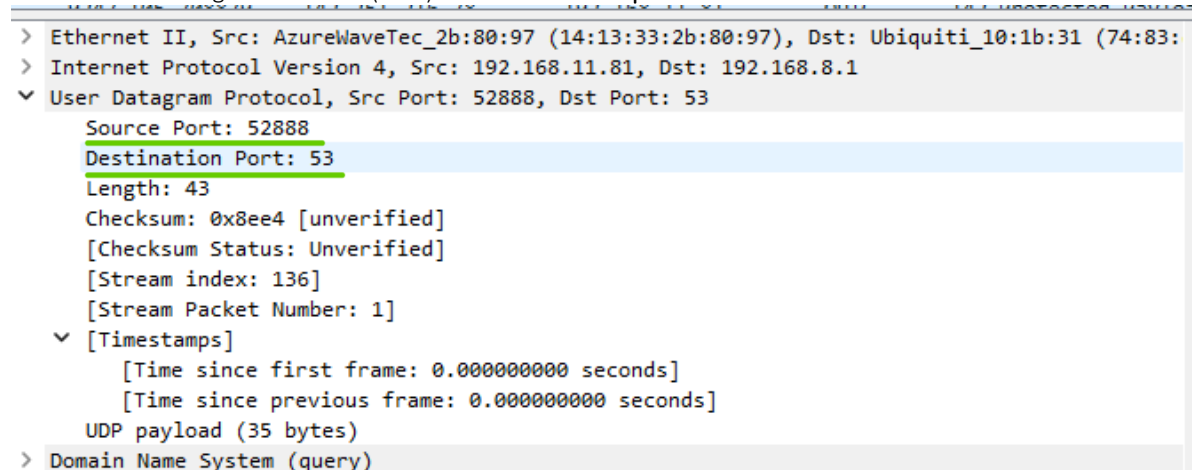 > Ethernet II, Src: AzureWaveTec_2b:80:97 (14:13:33:2b:80:97), Dst: Ubiquiti_10:1b:31 (74:83:
> Internet Protocol Version 4, Src: 192.168.11.81, Dst: 192.168.8.1
User Datagram Protocol, Src Port: 52888, Dst Port: 53
Source Port: 52888
Destination Port: 53
Length: 43
Checksum: 0x8ee4 [unverified]
[Checksum Status: Unverified]
[Stream index: 136]
[Stream Packet Number: 1]
[Timestamps]
[Time since first frame: 0.000000000 seconds]
[Time since previous frame: 0.000000000 seconds]
UDP payload (35 bytes)
> Domain Name System (query)